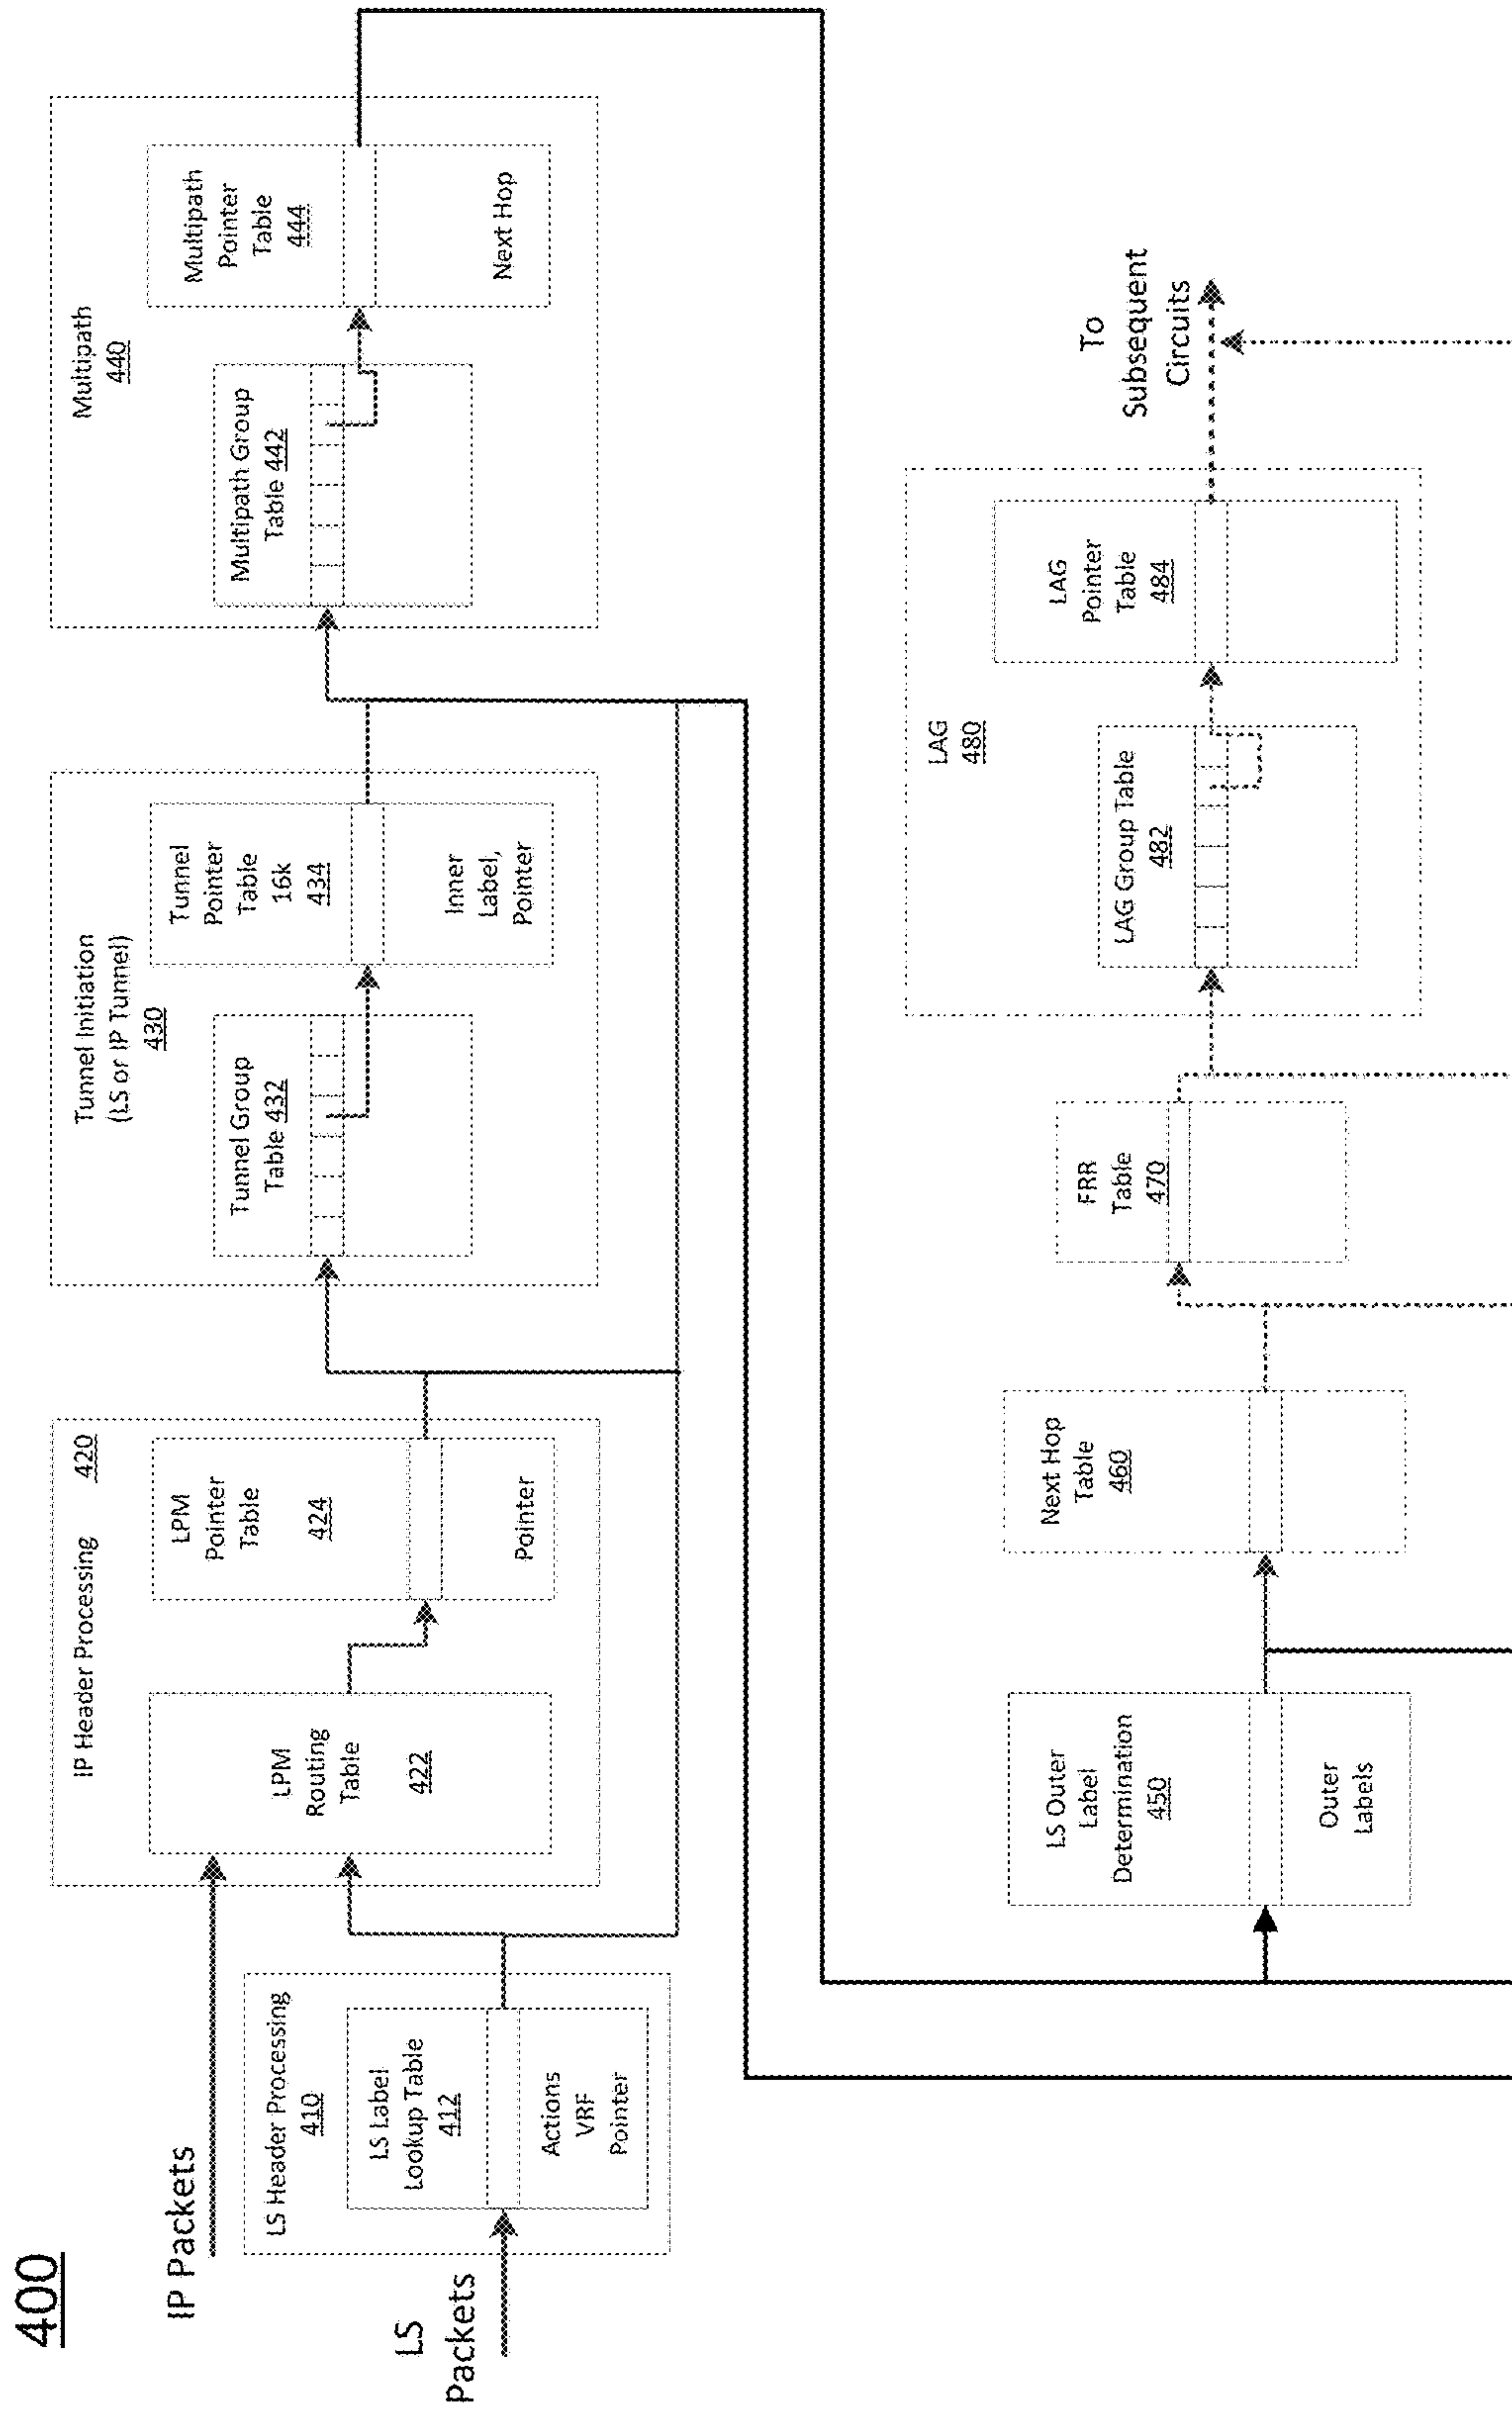 400
IP Packets
LS
Packets
LS Header Processing
410
LS Label
Lookup Table
412
Actions
VRF
Pointer
IP Header Processing 420
LPM
Routing
Table
422
LPM
Pointer
Table
424
Pointer
Tunnel Initiation
(LS or IP Tunnel)
430
Tunnel Group
Table 432
Tunnel
Pointer
Table
16k
434
Inner
Label,
Pointer
Multipath
440
Multipath Group
Table 442
Multipath
Pointer
Table
444
Next Hop
LS Outer
Label
Determination
450
Outer
Labels
Next Hop
Table
460
FRR
Table
470
LAG
480
LAG Group Table
482
LAG
Pointer
Table
484
To
Subsequent
Circuits